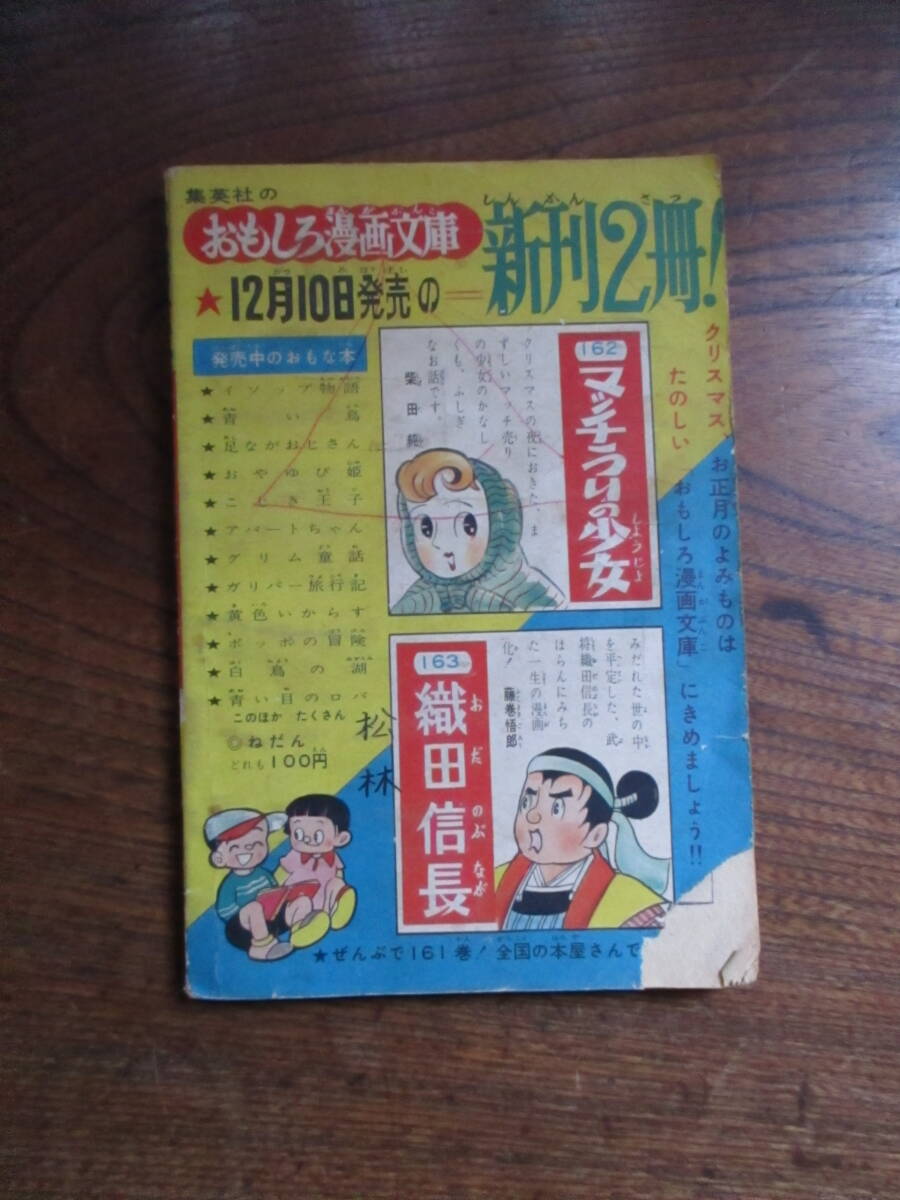 集英社の
おもしろ漫画文庫
新刊2冊!
★12月10日発売の
発売中のおもな本
★イソップ物語
★青い鳥
★足ながおじさん
★おやゆび姫
★こじき王子
★アパートちゃん
★グリム童話
★ガリバー旅行記
★黄色いからす
★ポッポの冒険
★白鳥の湖
★青い目のロバ
このほか たくさん
◎ねだん
どれも100円
松
林
162
マッチうりの少女
クリスマスの夜におきた、ま
ずしいマッチ売り
の少女のかなし
くも、ふしぎ
なお話です。
柴田
163
織田信長
みだれた世の中
を平定した、武
将織田信長の
はらんにみち
た一生の漫画
化!
藤巻悟郎
クリスマス、お正月のよみものは
たのしい「おもしろ漫画文庫」にきめましょう!!
★ぜんぶで161巻!全国の本屋さんで